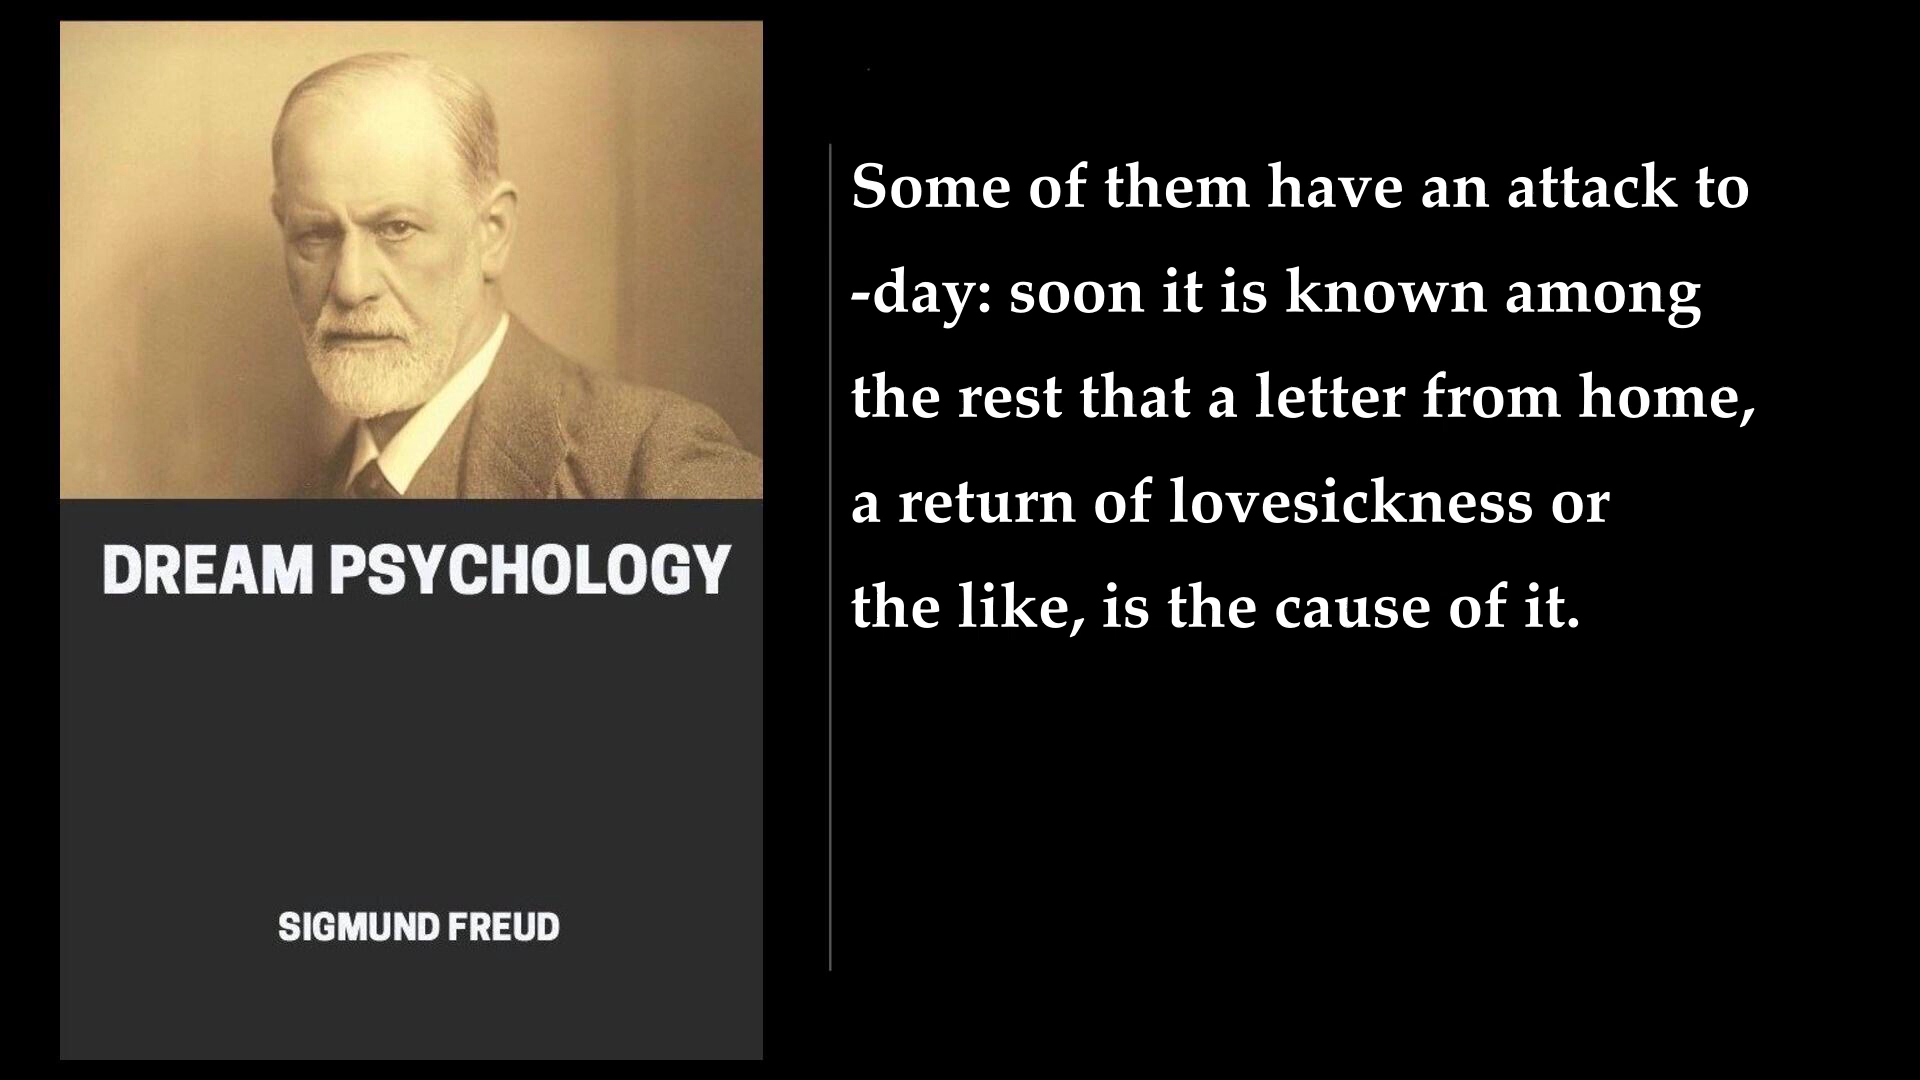 DREAM PSYCHOLOGY
SIGMUND FREUD
Some of them have an attack to
-day: soon it is known among
the rest that a letter from home,
a return of lovesickness or
the like, is the cause of it.